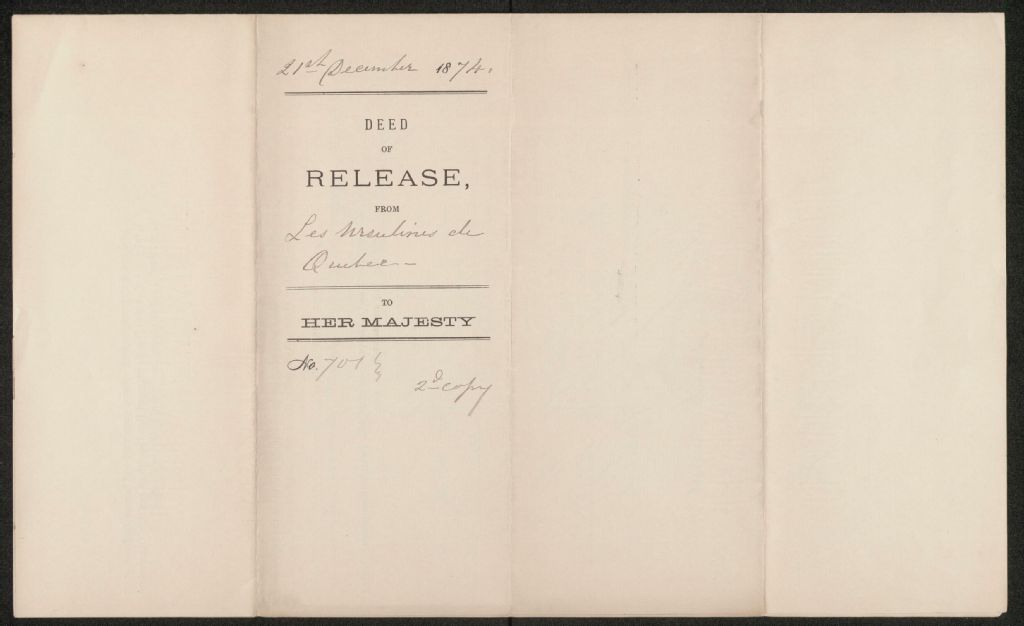 21st December 1874.
DEED
OF
RELEASE,
FROM
Les Ursulines de
Quebec -
TO
HER MAJESTY
No. 701
2d copy